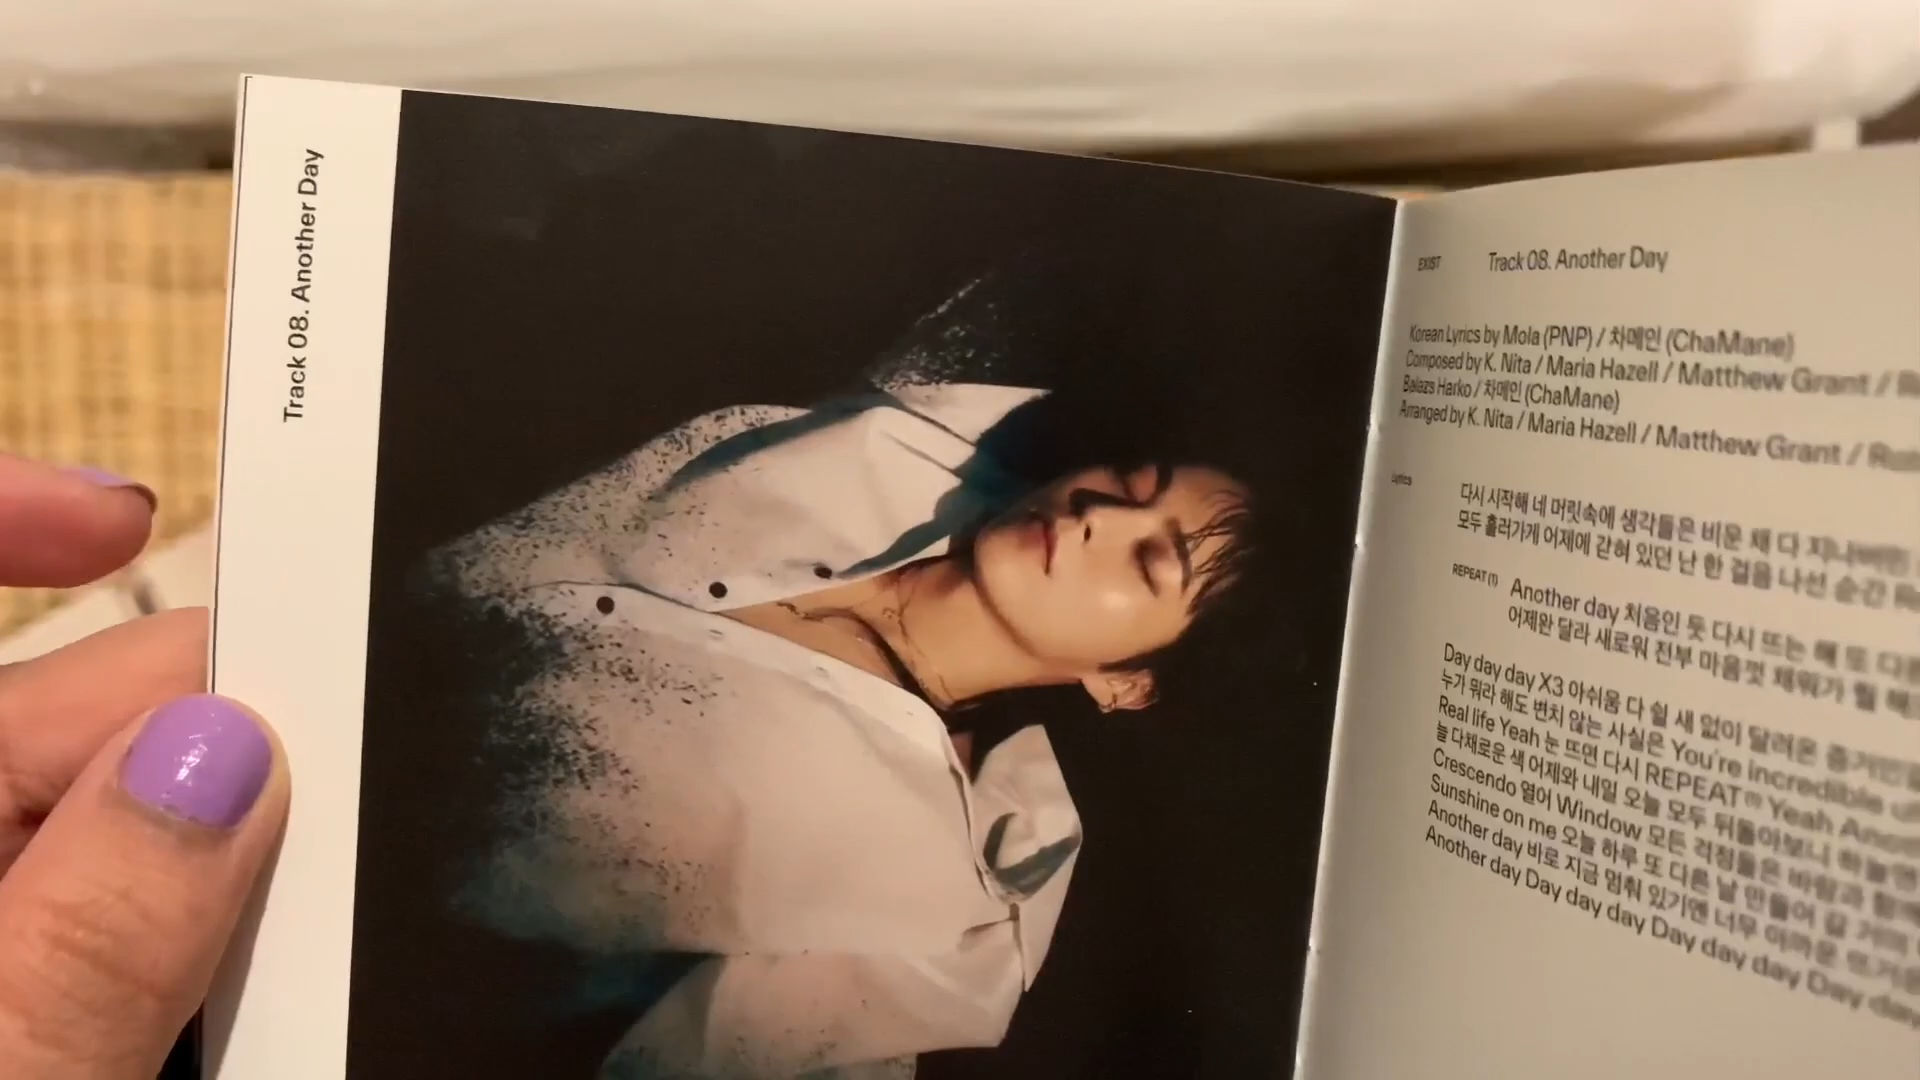 Track 08. Another Day
EXIST
Track 08. Another Day
Korean Lyrics by Mola (PNP) / 차메인 (ChaMane)
Composed by K. Nita / Maria Hazell / Matthew Grant /
Balazs Harko / 차메인 (ChaMane)
Arranged by K. Nita / Maria Hazell / Matthew Grant /
Lyrics
다시 시작해 네 머릿속에 생각들은 비운 채 다 지나버린
모두 흘러가게 어제에 갇혀 있던 난 한 걸음 나선 순간
REPEAT (1)
Another day 처음인 듯 다시 뜨는 해 또 다른
어제완 달라 새로워 전부 마음껏 채워가
Day day day X3 아쉬움 다 쉴 새 없이 달려온
누가 뭐라 해도 변치 않는 사실은 You're incredible
Real life Yeah 눈 뜨면 다시 REPEAT (1) Yeah
늘 다채로운 색 어제와 내일 오늘 모두 뒤돌아보니
Crescendo 열어 Window 모든 걱정들은 바람과 함께
Sunshine on me 오늘 하루 또 다른 날 만들어 갈
Another day 바로 지금 멈춰 있기엔 너무 아까운
Another day Day day day Day day day Day day